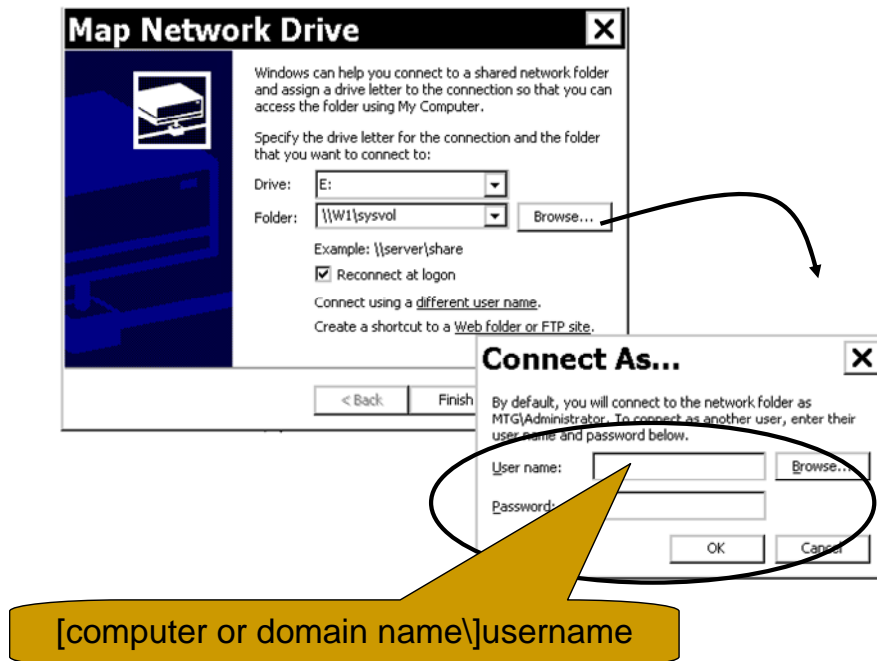 Map Network Drive
Windows can help you connect to a shared network folder
and assign a drive letter to the connection so that you can
access the folder using My Computer.
Specify the drive letter for the connection and the folder
that you want to connect to:
Drive: E:
Folder: \\W1\sysvol Browse...
Example: \\server\share
Reconnect at logon
Connect using a different user name.
Create a shortcut to a Web folder or FTP site.
< Back Finish
Connect As...
By default, you will connect to the network folder as
MTG\Administrator. To connect as another user, enter their
user name and password below.
User name: Browse...
Password:
OK Cancel
[computer or domain name\]username